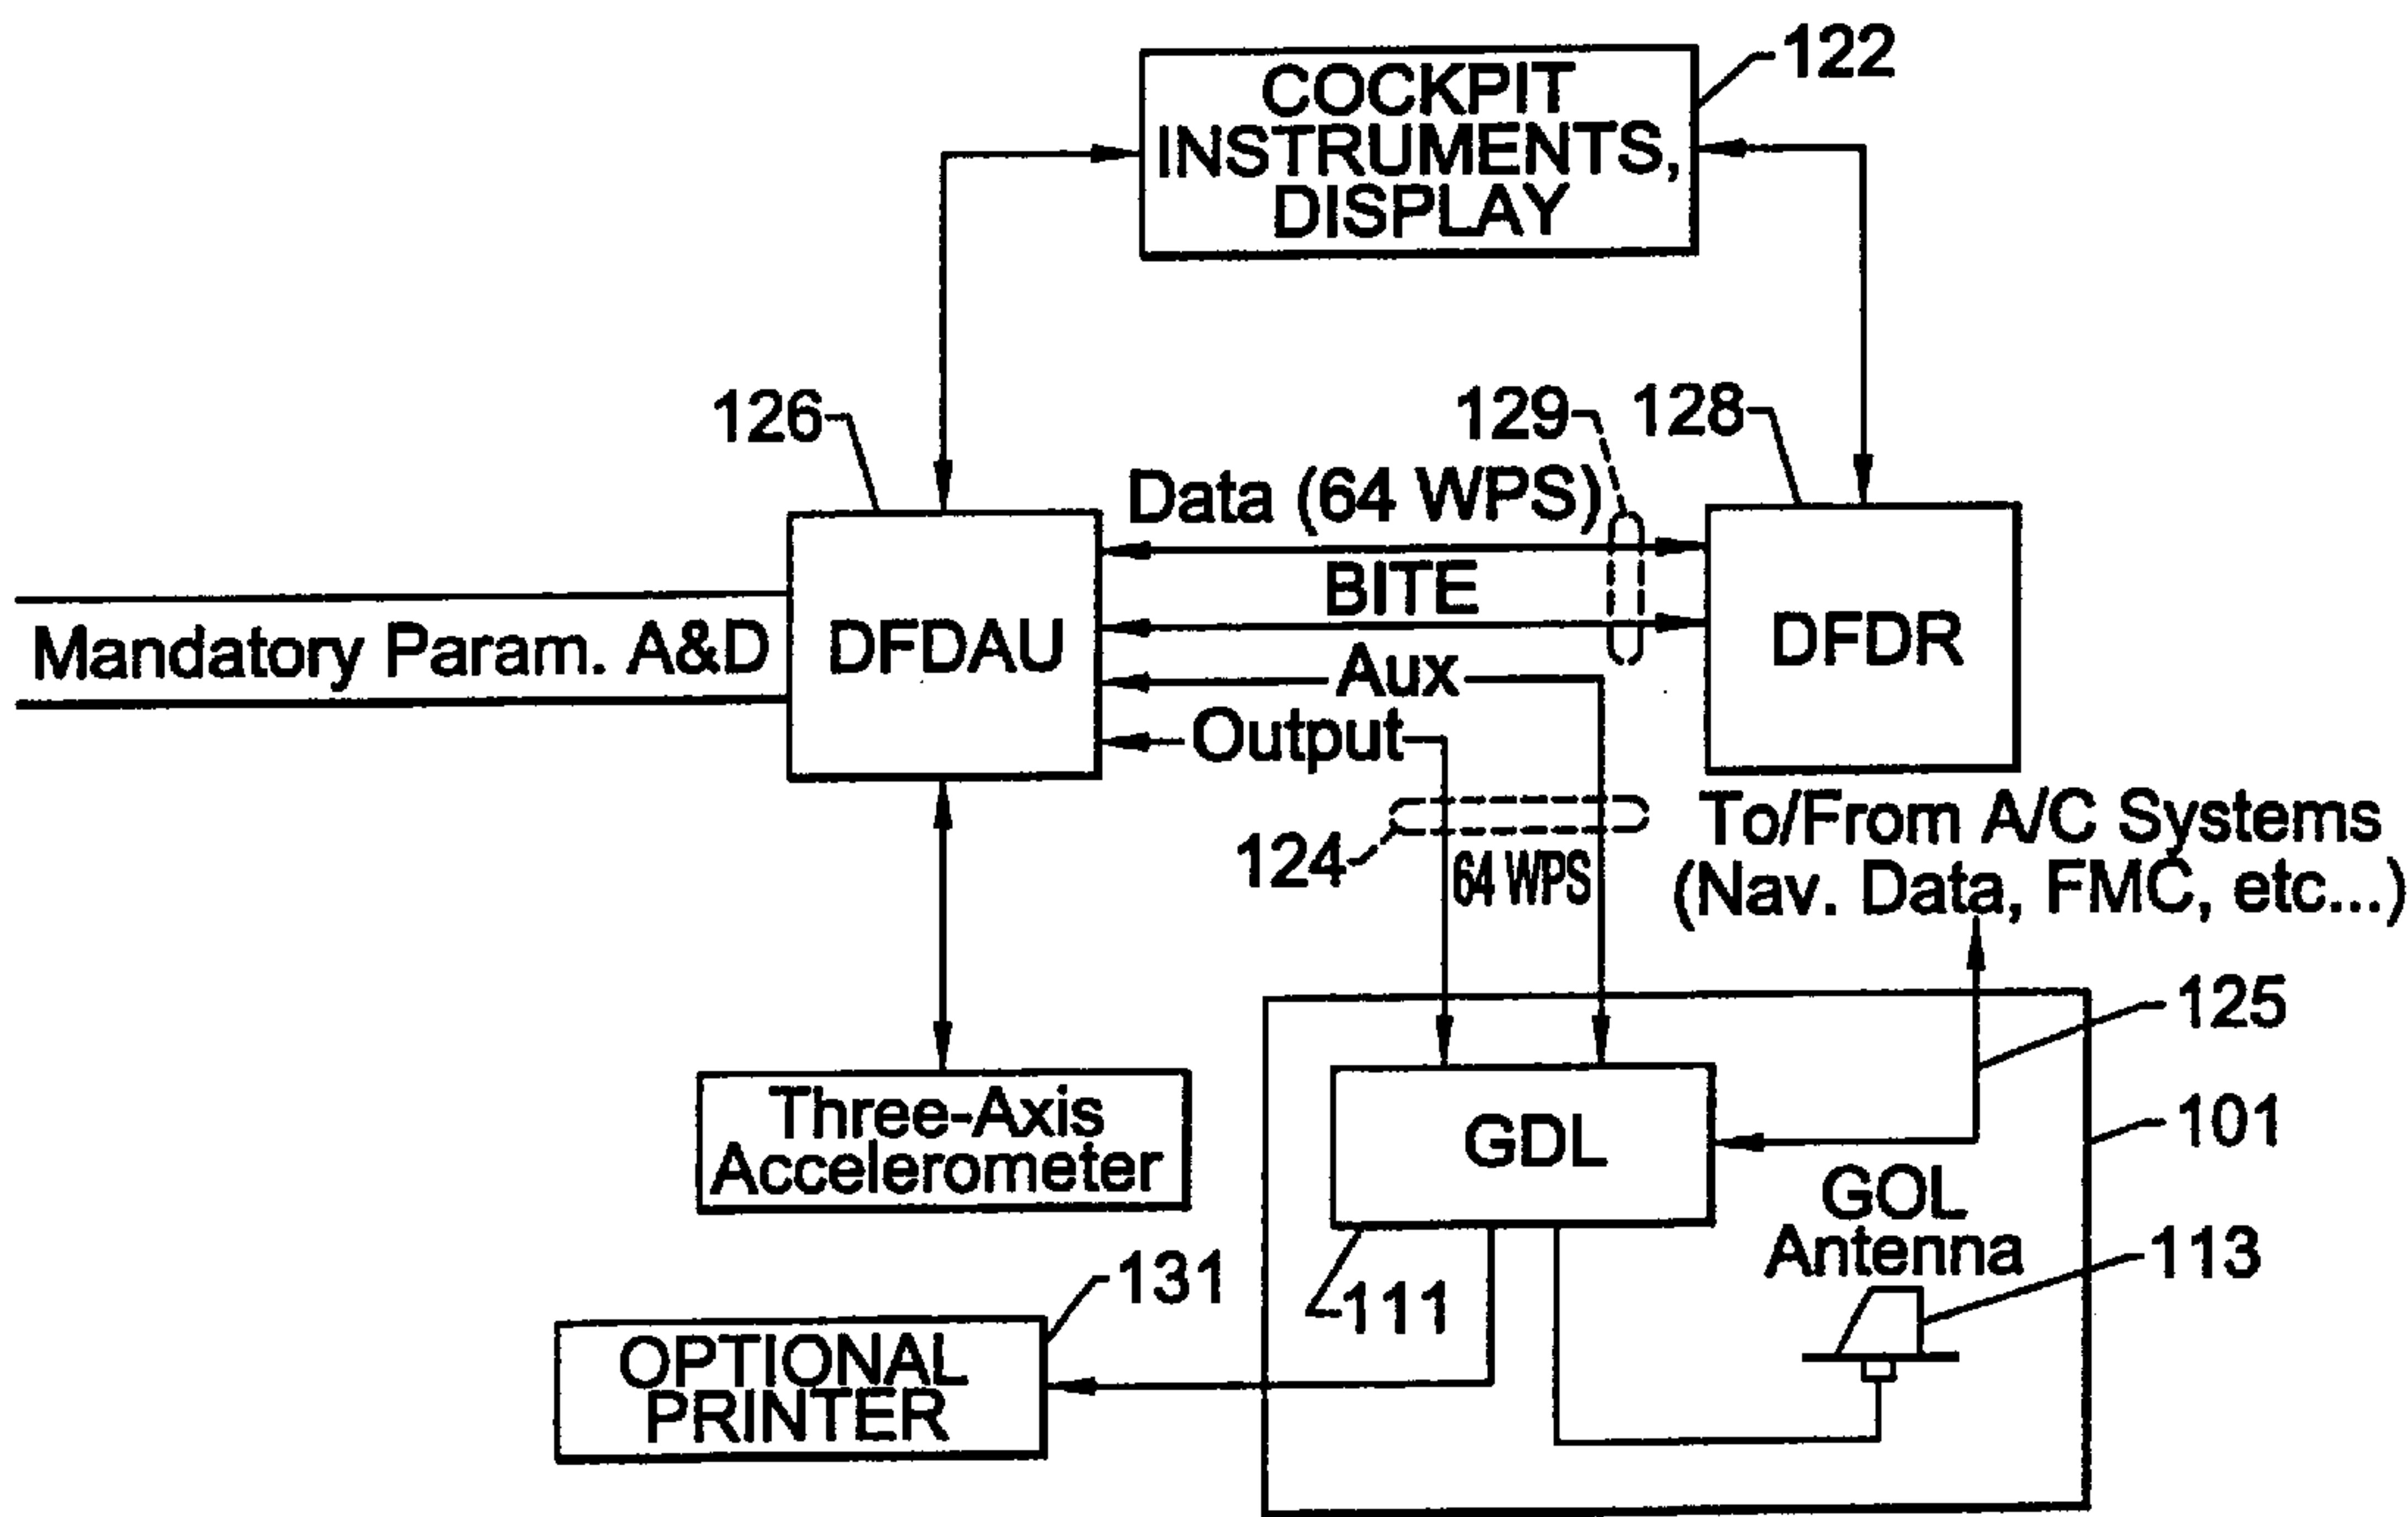 122
COCKPIT
INSTRUMENTS,
DISPLAY
126
129
128
Data (64 WPS)
BITE
Mandatory Param. A&D
DFDAU
DFDR
Aux
Output
124
64 WPS
To/From A/C Systems
(Nav. Data, FMC, etc...)
125
Three-Axis
Accelerometer
GDL
101
GOL
Antenna
113
131
111
OPTIONAL
PRINTER